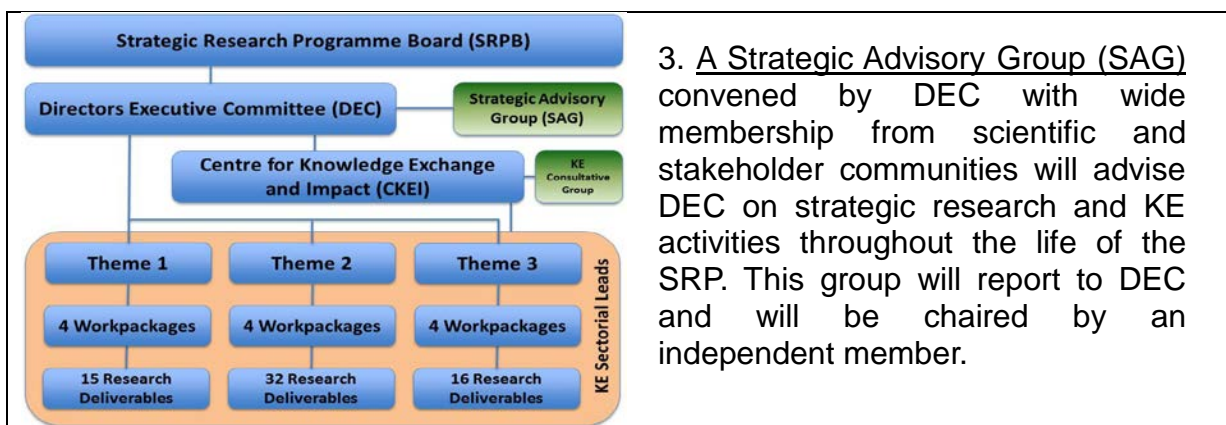 Strategic Research Programme Board (SRPB)
Directors Executive Committee (DEC)
Strategic Advisory
Group (SAG)
Centre for Knowledge Exchange
and Impact (CKEI)
KE
Consultative
Group
Theme 1
Theme 2
Theme 3
4 Workpackages
4 Workpackages
4 Workpackages
15 Research
Deliverables
32 Research
Deliverables
16 Research
Deliverables
KE Sectorial Leads
3. A Strategic Advisory Group (SAG)
convened by DEC with wide
membership from scientific and
stakeholder communities will advise
DEC on strategic research and KE
activities throughout the life of the
SRP. This group will report to DEC
and will be chaired by an
independent member.